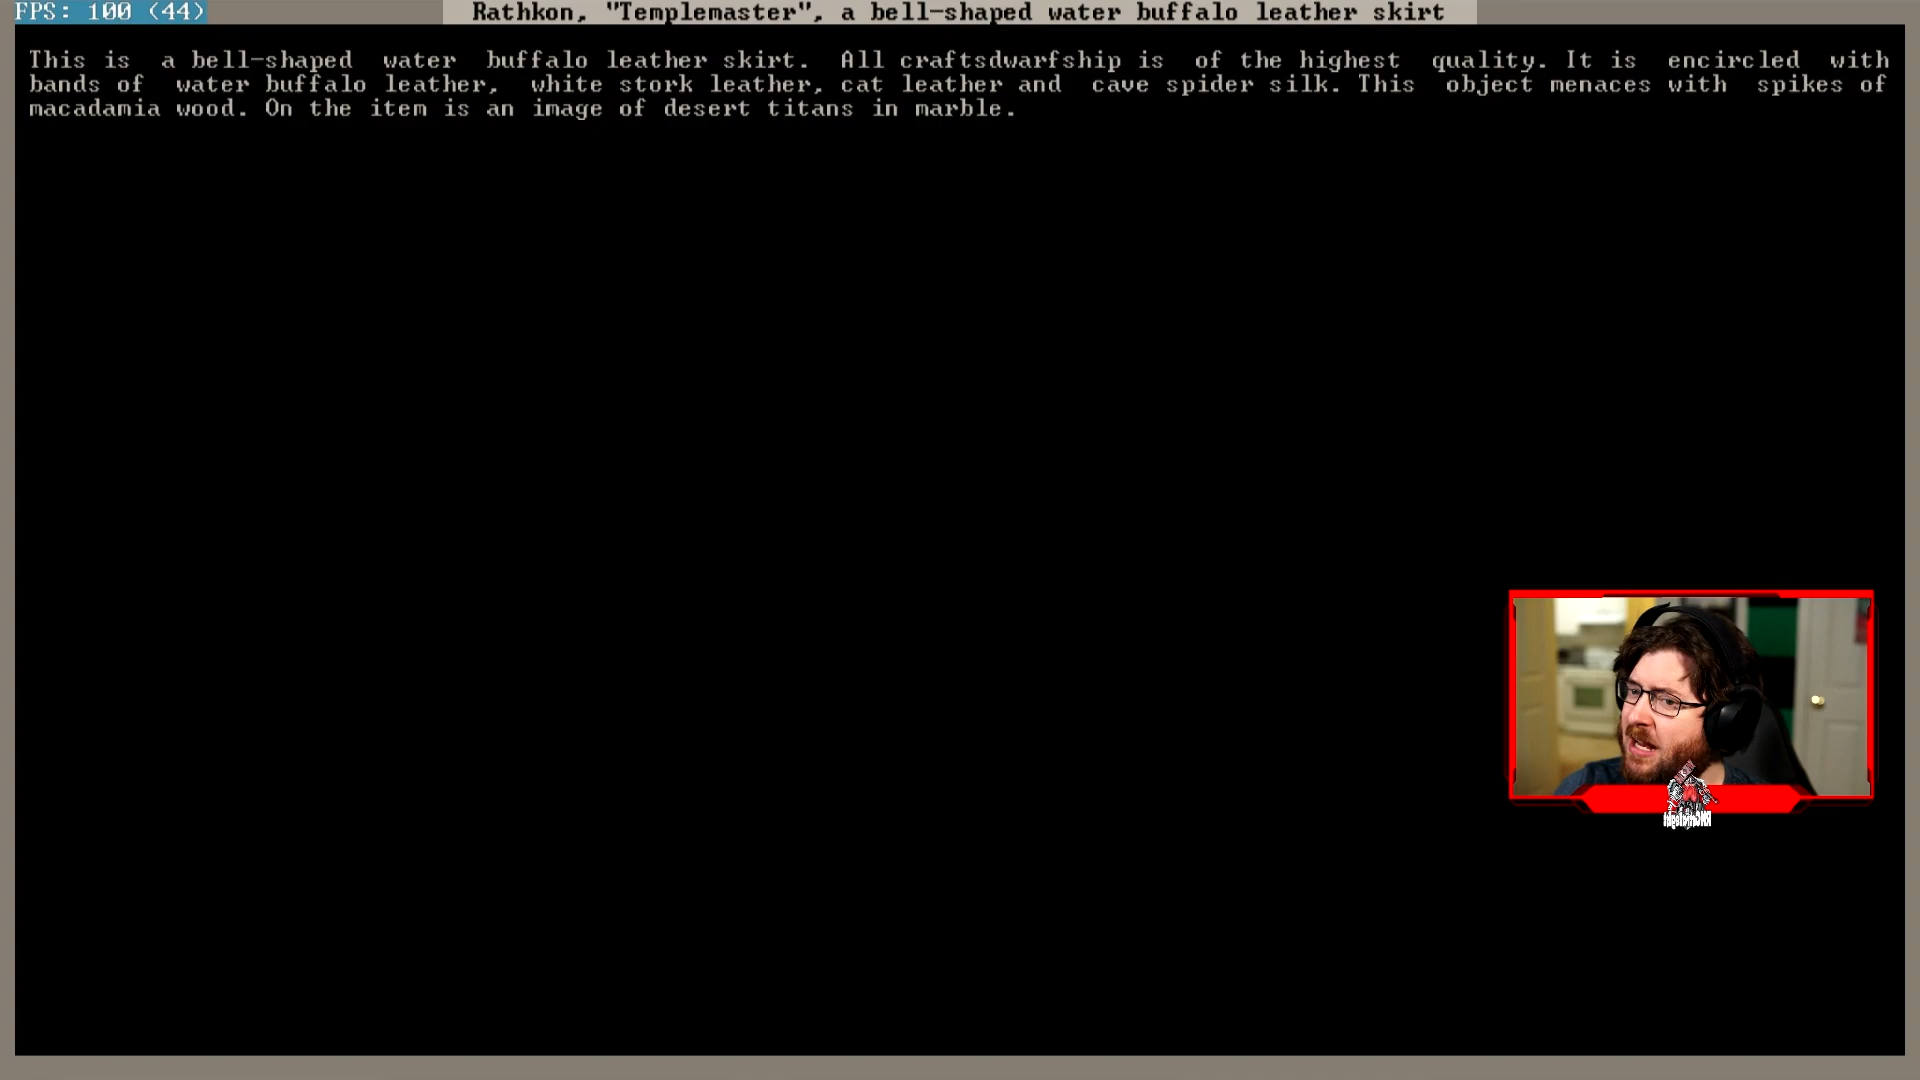 FPS: 100 (44)
Rathkon, "Templemaster", a bell-shaped water buffalo leather skirt
This is a bell-shaped water buffalo leather skirt. All craftsdwarfship is of the highest quality. It is encircled with
bands of water buffalo leather, white stork leather, cat leather and cave spider silk. This object menaces with spikes of
macadamia wood. On the item is an image of desert titans in marble.